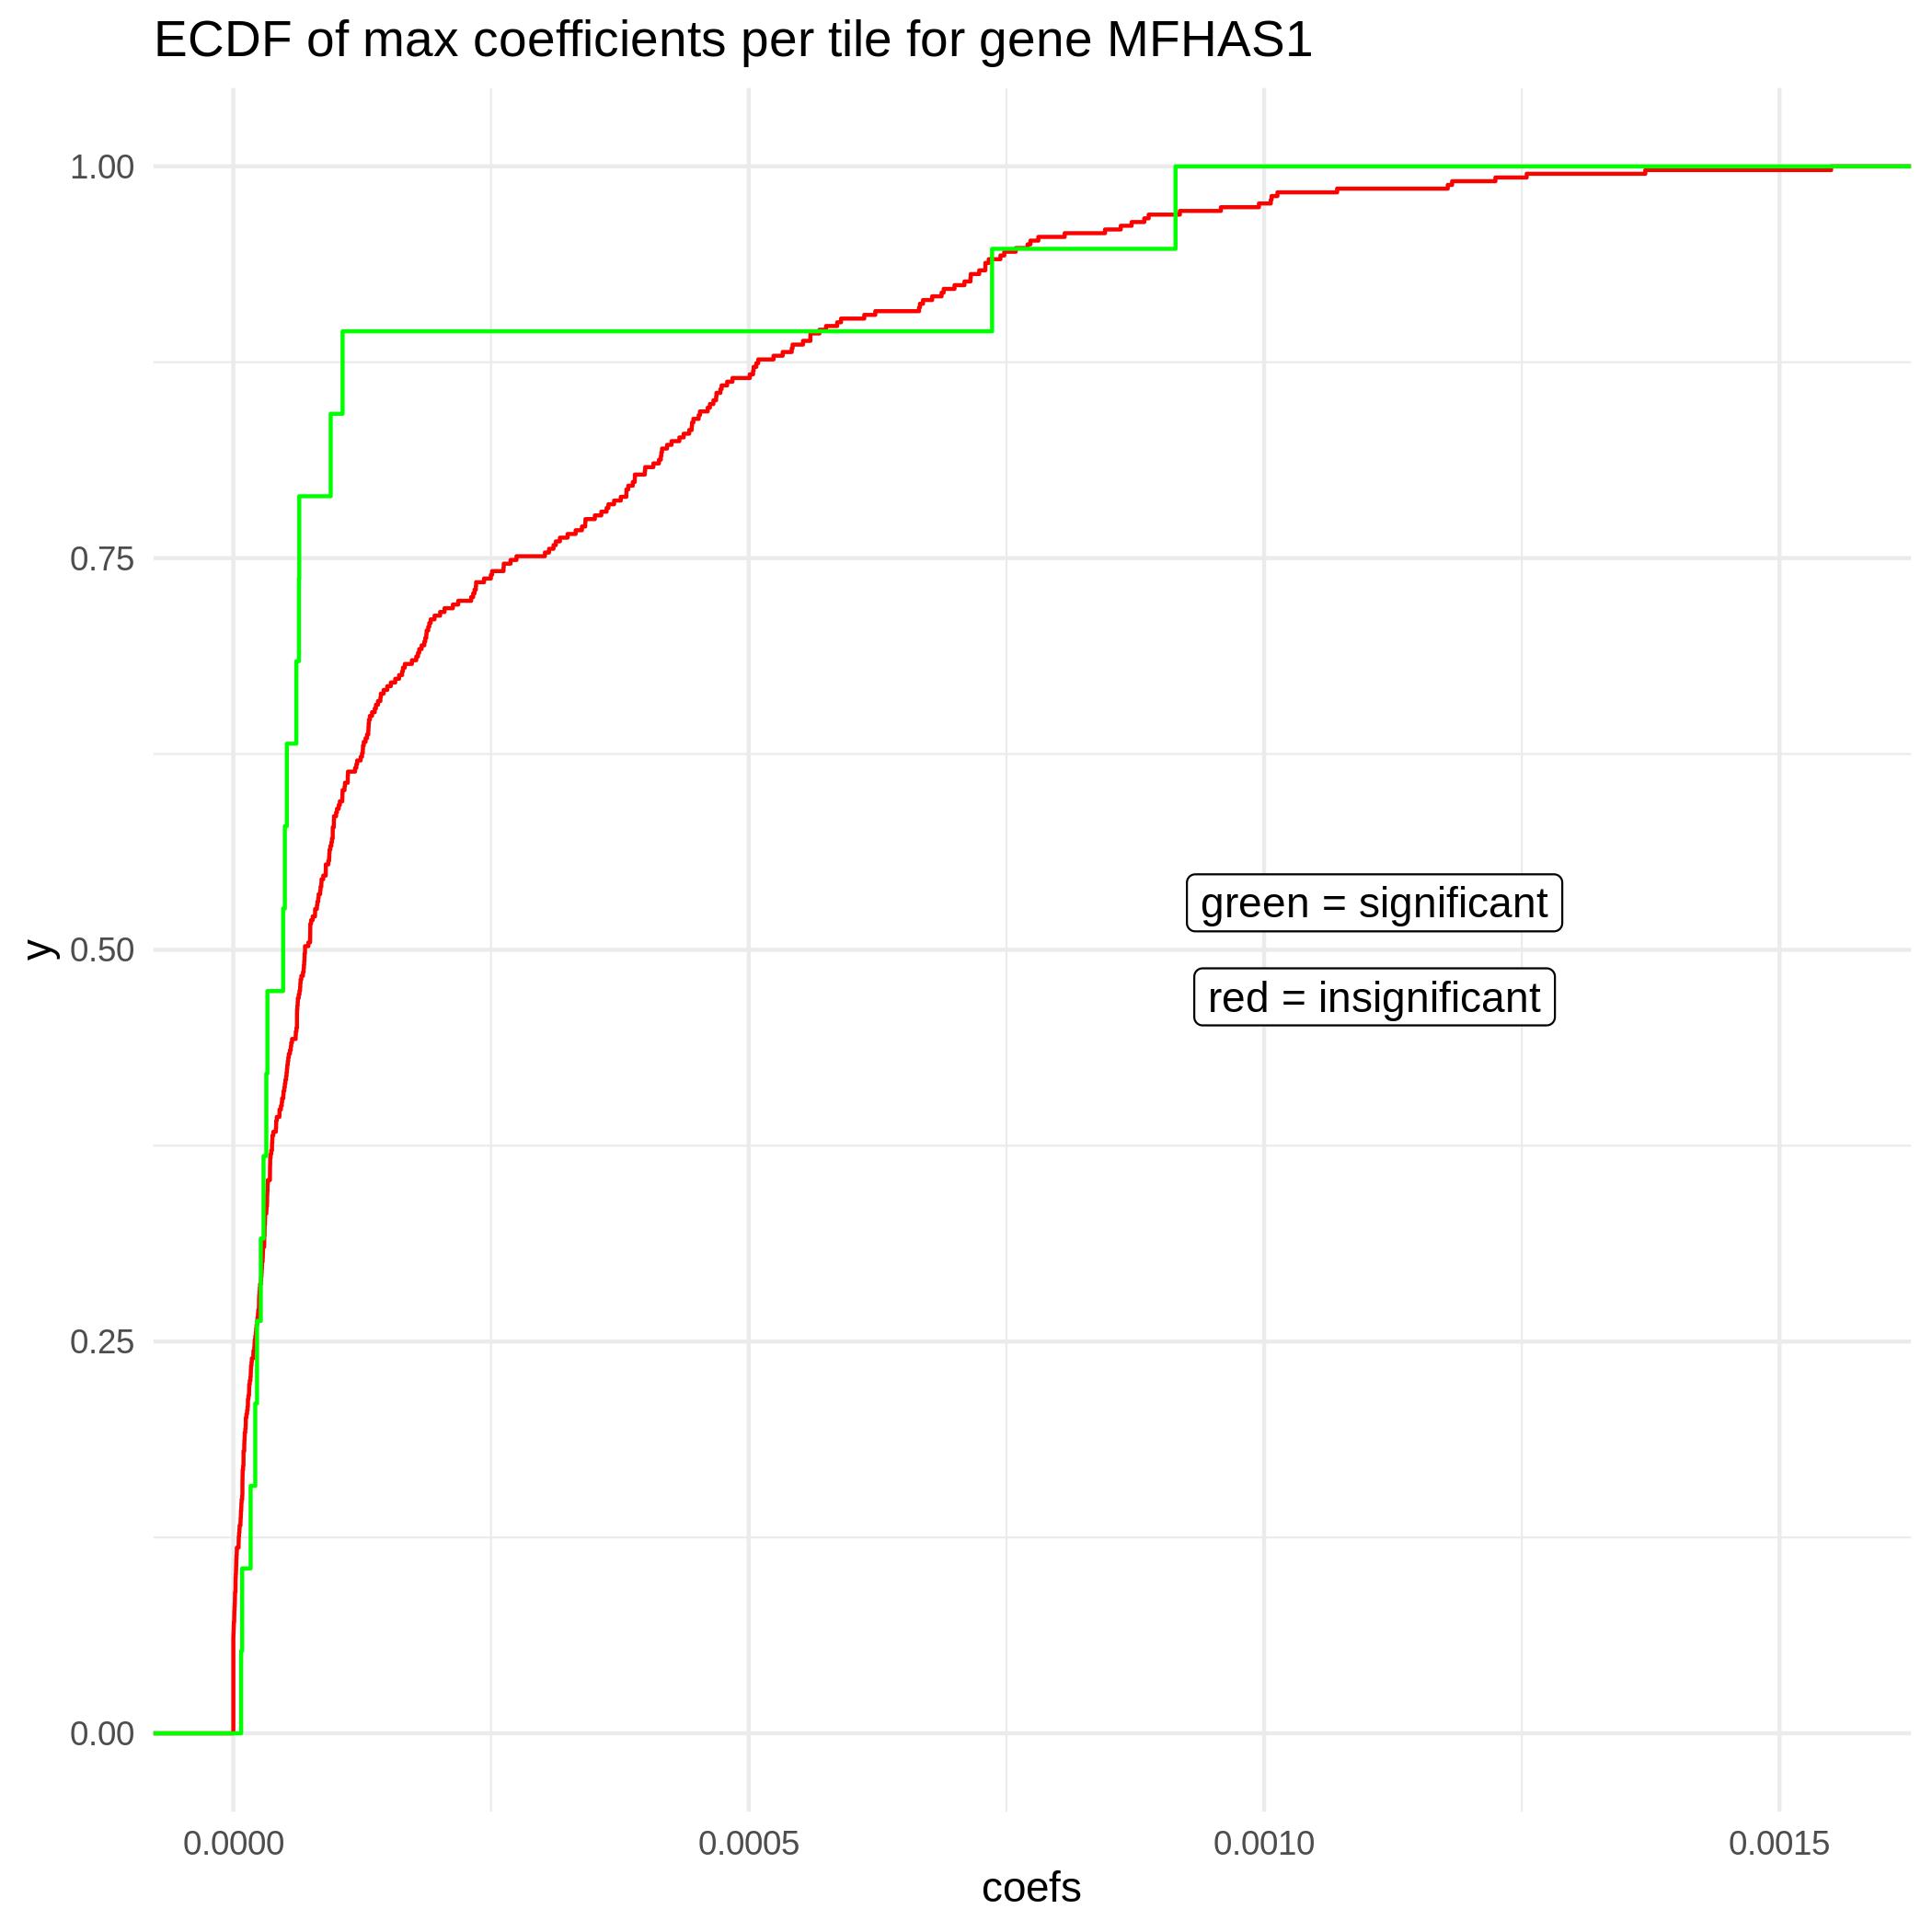 ECDF of max coefficients per tile for gene MFHAS1
1.00
0.75
0.50
0.25
0.00
y
green = significant
red = insignificant
0.0000
0.0005
0.0010
0.0015
coefs